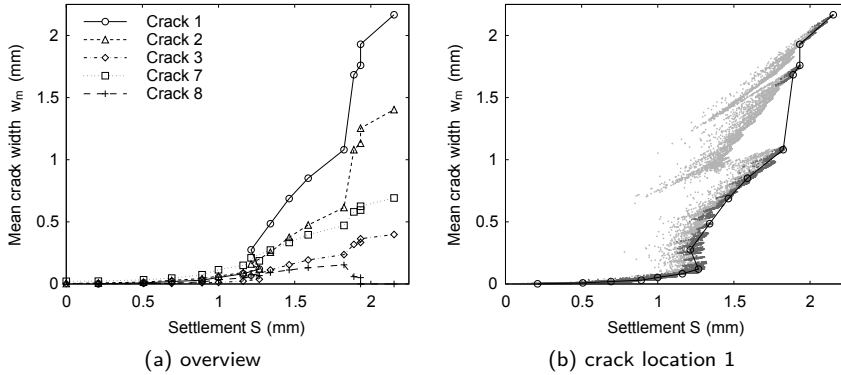 Mean crack width wm (mm)
2
1.5
1
0.5
0
Crack 1
Crack 2
Crack 3
Crack 7
Crack 8
0 0.5 1 1.5 2
Settlement S (mm)
(a) overview
Mean crack width wm (mm)
2
1.5
1
0.5
0
0 0.5 1 1.5 2
Settlement S (mm)
(b) crack location 1